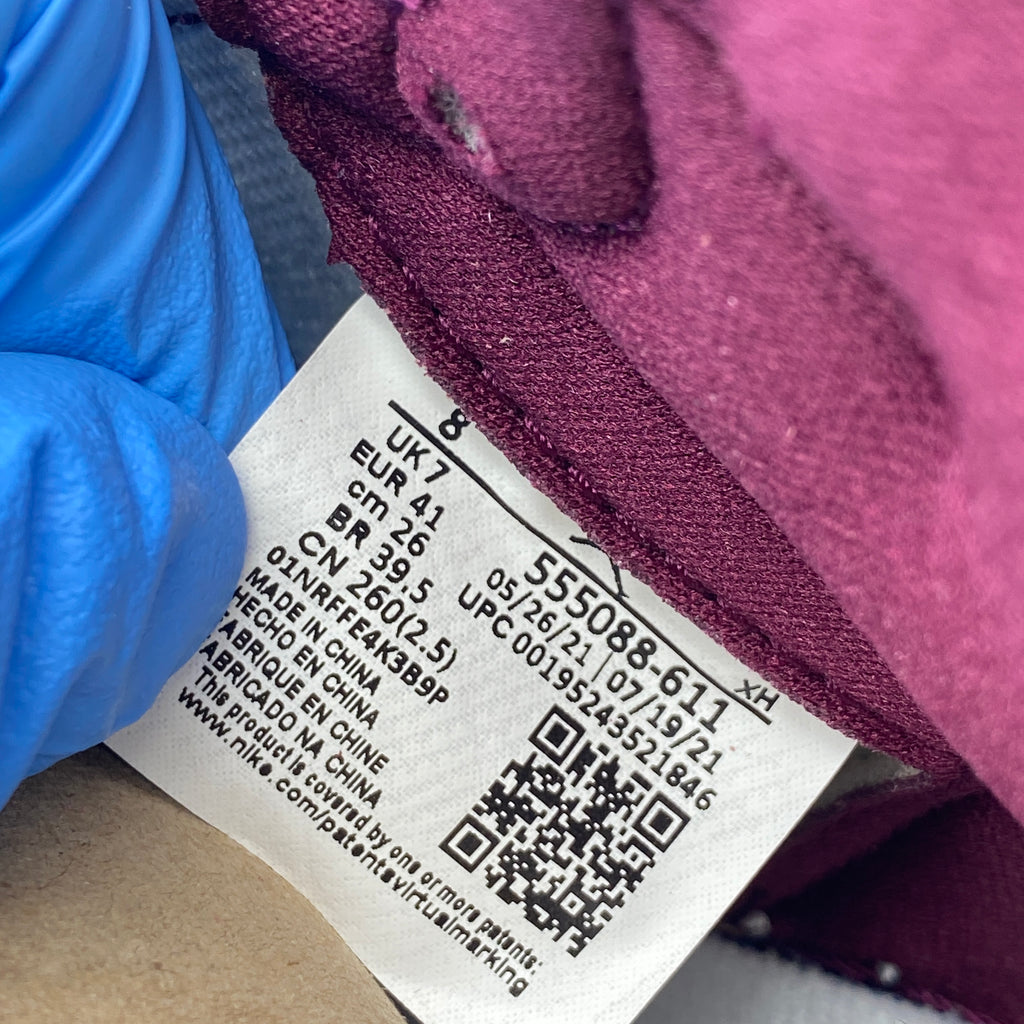 8
UK 7
EUR 41
cm 26
BR 39.5
CN 260(2.5)
01NRFFE4K3B9P
MADE IN CHINA
HECHO EN CHINA
FABRIQUE EN CHINE
FABRICADO NA CHINA
This product is covered by one or more patents:
www.nike.com/patentsvirtualmarking
XH
555088-611
05/26/21 | 07/19/21
UPC 00195243521846